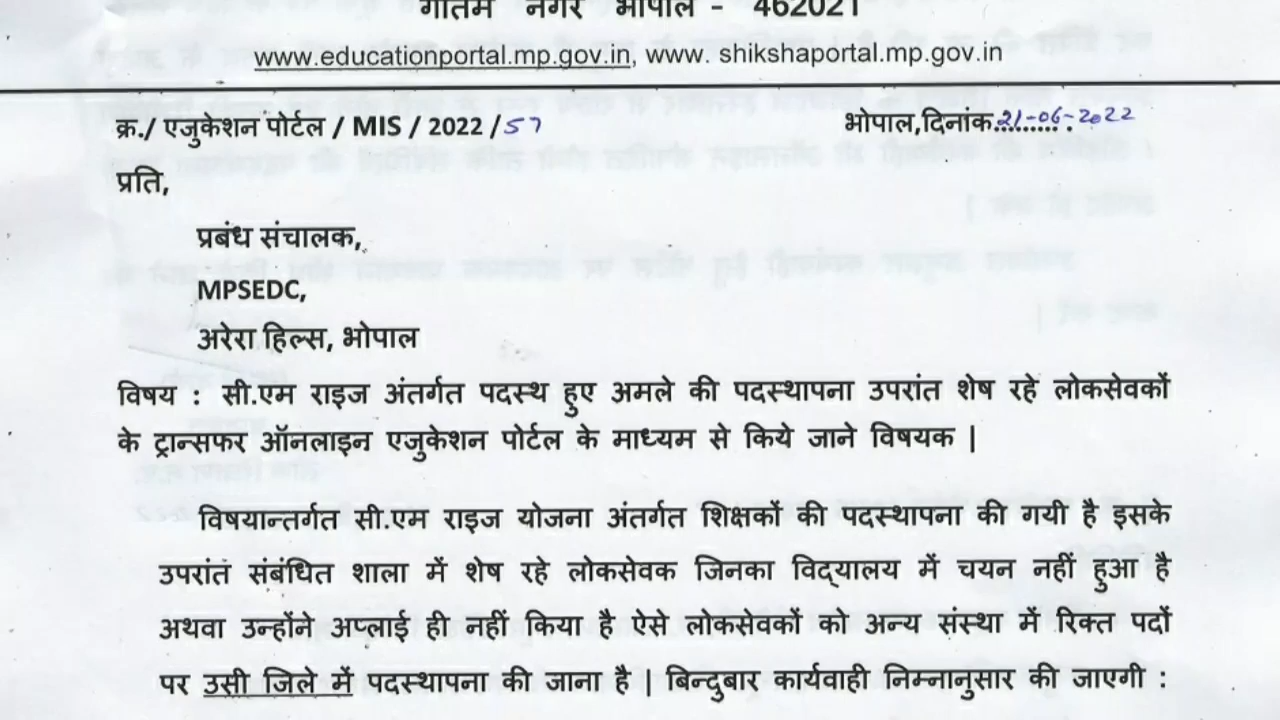 गौतम नगर भोपाल - 462021
www.educationportal.mp.gov.in, www. shikshaportal.mp.gov.in
क्र./ एजुकेशन पोर्टल / MIS / 2022 /57 भोपाल,दिनांक.21-06-2022
प्रति,
प्रबंध संचालक,
MPSEDC,
अरेरा हिल्स, भोपाल
विषय : सी.एम राइज अंतर्गत पदस्थ हुए अमले की पदस्थापना उपरांत शेष रहे लोकसेवकों
के ट्रान्सफर ऑनलाइन एजुकेशन पोर्टल के माध्यम से किये जाने विषयक |
विषयान्तर्गत सी.एम राइज योजना अंतर्गत शिक्षकों की पदस्थापना की गयी है इसके
उपरांत संबंधित शाला में शेष रहे लोकसेवक जिनका विद्यालय में चयन नहीं हुआ है
अथवा उन्होंने अप्लाई ही नहीं किया है ऐसे लोकसेवकों को अन्य संस्था में रिक्त पदों
पर उसी जिले में पदस्थापना की जाना है | बिन्दुबार कार्यवाही निम्नानुसार की जाएगी :